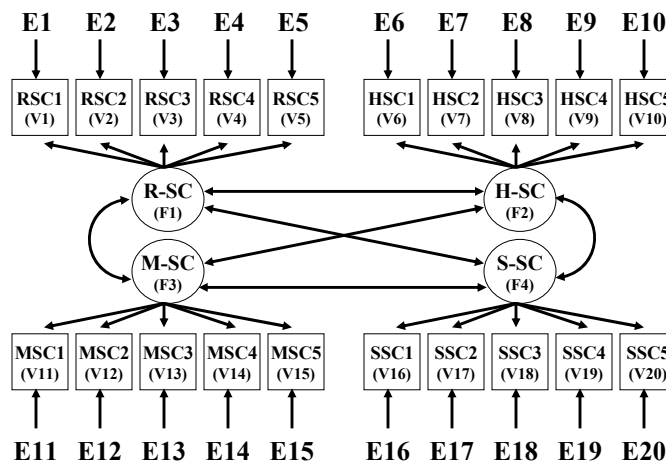 E1 E2 E3 E4 E5 E6 E7 E8 E9 E10
RSC1 RSC2 RSC3 RSC4 RSC5 HSC1 HSC2 HSC3 HSC4 HSC5
(V1) (V2) (V3) (V4) (V5) (V6) (V7) (V8) (V9) (V10)
R-SC H-SC
(F1) (F2)
M-SC S-SC
(F3) (F4)
MSC1 MSC2 MSC3 MSC4 MSC5 SSC1 SSC2 SSC3 SSC4 SSC5
(V11) (V12) (V13) (V14) (V15) (V16) (V17) (V18) (V19) (V20)
E11 E12 E13 E14 E15 E16 E17 E18 E19 E20